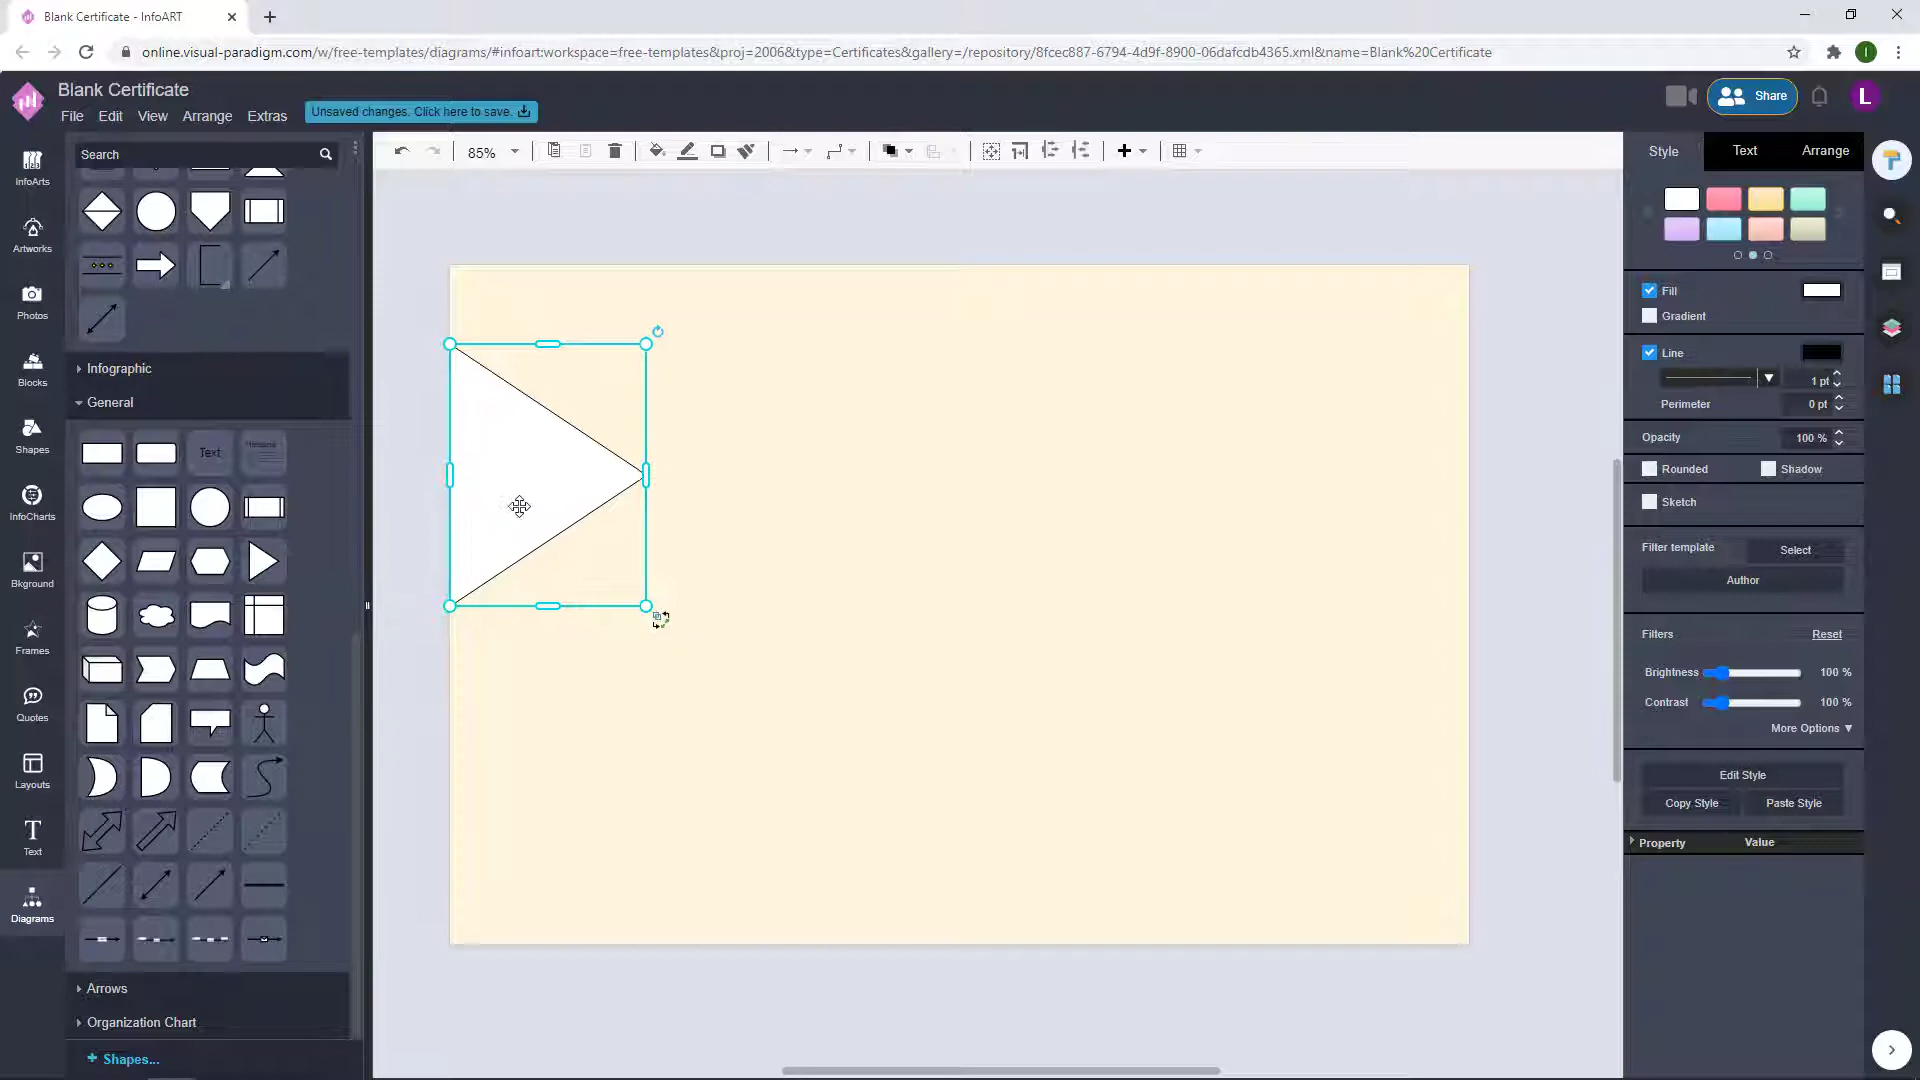 Blank Certificate - InfoART
online.visual-paradigm.com/w/free-templates/diagrams/#infoart:workspace=free-templates&proj=2006&type=Certificates&gallery=/repository/8fcec887-6794-4d9f-8900-06dafcdb4365.xml&name=Blank%20Certificate
I
Blank Certificate
File Edit View Arrange Extras
Unsaved changes. Click here to save.
Share
L
Search
85%
Style Text Arrange
InfoArts
Artworks
Photos
Blocks
Shapes
InfoCharts
Bkground
Frames
Quotes
Layouts
Text
Diagrams
Infographic
General
Text
Arrows
Organization Chart
+ Shapes...
Fill
Gradient
Line
1 pt
Perimeter 0 pt
Opacity 100 %
Rounded Shadow
Sketch
Filter template Select
Author
Filters Reset
Brightness 100 %
Contrast 100 %
More Options ▼
Edit Style
Copy Style Paste Style
Property Value